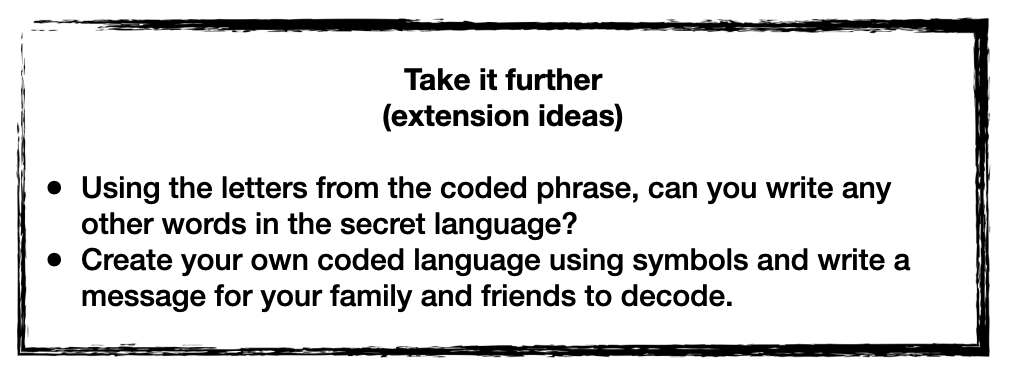 Take it further
(extension ideas)
• Using the letters from the coded phrase, can you write any
other words in the secret language?
• Create your own coded language using symbols and write a
message for your family and friends to decode.